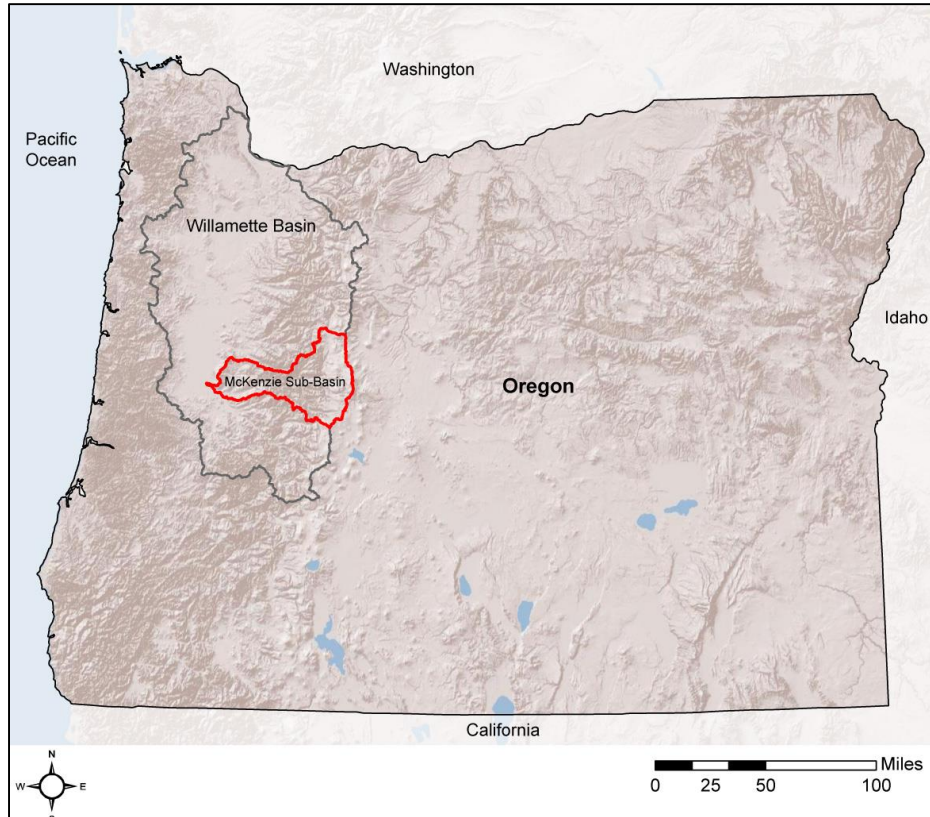 Washington
Pacific
Ocean
Willamette Basin
Idaho
McKenzie Sub-Basin
Oregon
California
N
W E
Miles
0 25 50 100